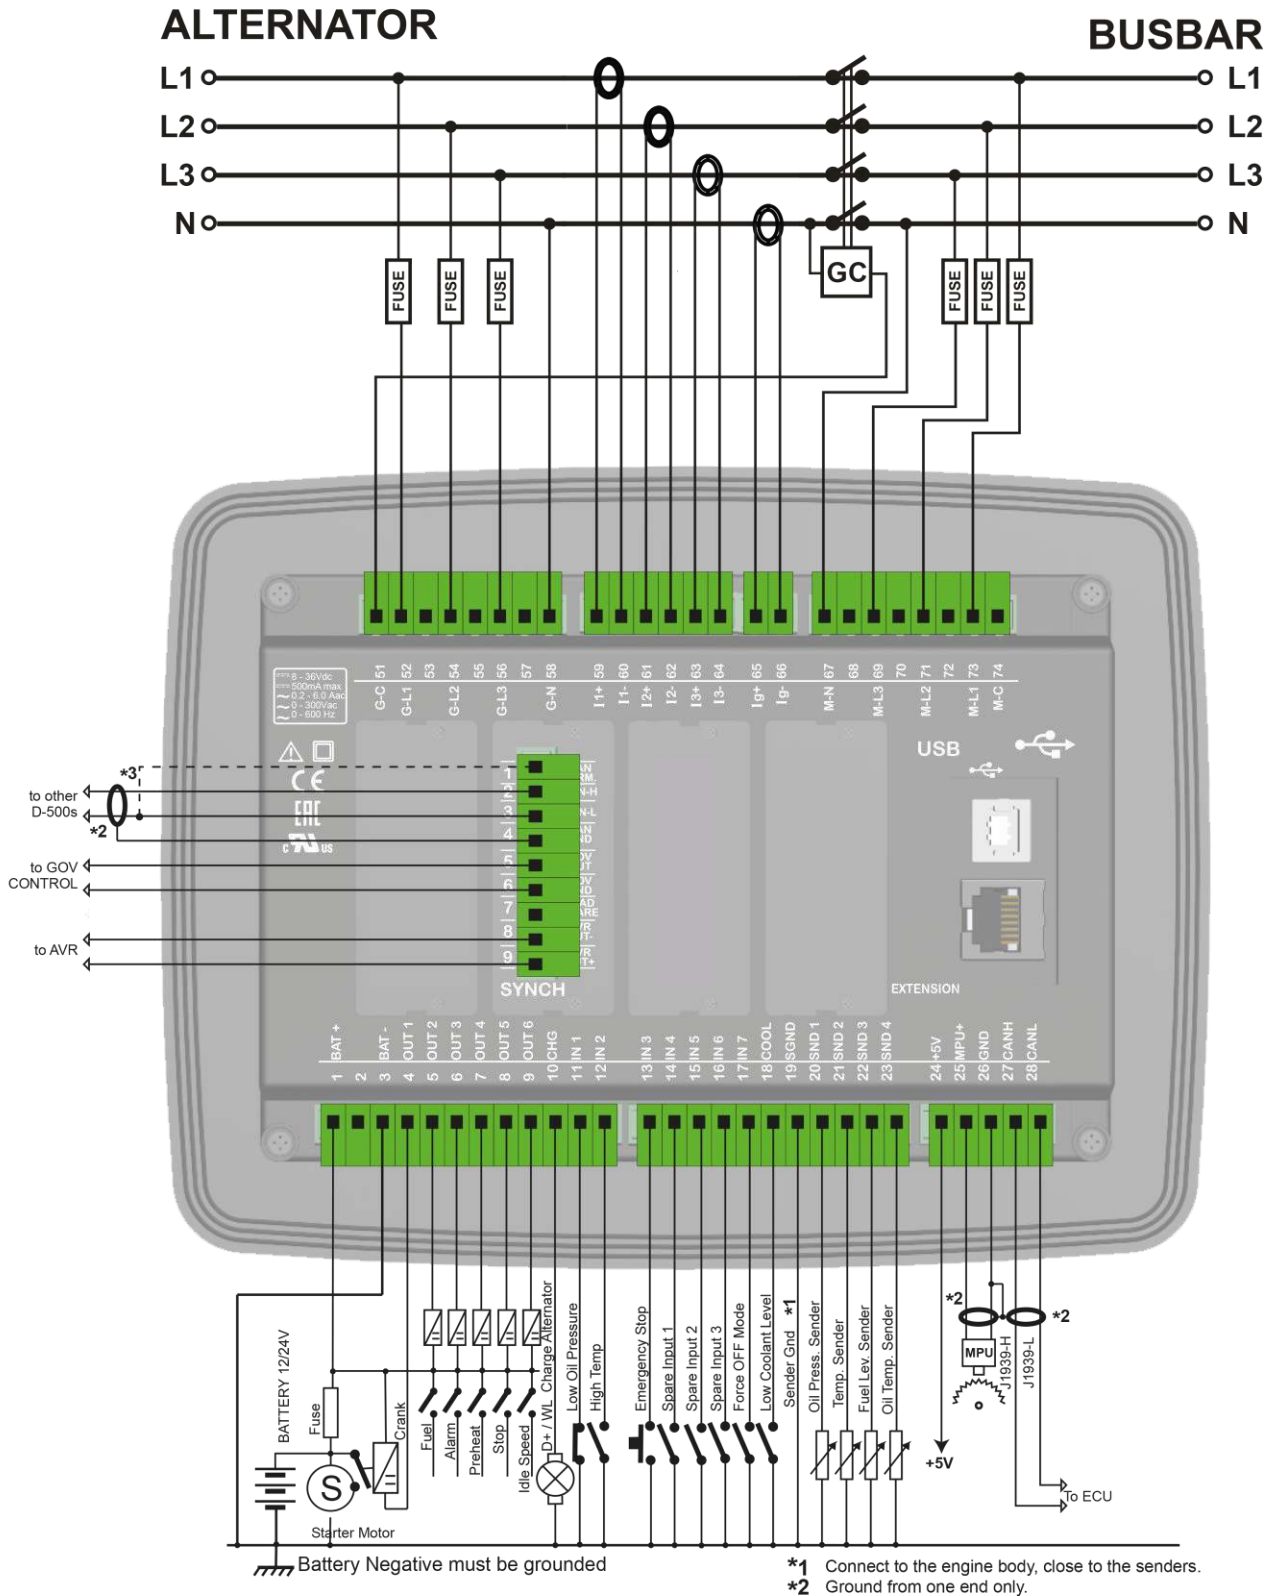 ALTERNATOR
BUSBAR
L1
L1
L2
L2
L3
L3
N
N
GC
FUSE
FUSE
FUSE
FUSE
FUSE
FUSE
8 - 36Vdc
500mA max
0.2 - 6.0 Aac
0 - 300Vac
0 - 600 Hz
G-C 51
G-L1 52
53
G-L2 54
55
G-L3 56
57
G-N 58
I1+ 59
I1- 60
I2+ 61
I2- 62
I3+ 63
I3- 64
Ig+ 65
Ig- 66
M-N 67
68
M-L3 69
70
M-L2 71
72
M-L1 73
M-C 74
USB
CE
EAC
c RU us
*3
to other
D-500s
*2
to GOV
CONTROL
to AVR
1
2
3
4
5
6
7
8
9
SYNCH
EXTENSION
1 BAT +
2
3 BAT -
4 OUT 1
5 OUT 2
6 OUT 3
7 OUT 4
8 OUT 5
9 OUT 6
10 CHG
11 IN 1
12 IN 2
13 IN 3
14 IN 4
15 IN 5
16 IN 6
17 IN 7
18 COOL
19 SGND
20 SND 1
21 SND 2
22 SND 3
23 SND 4
24 +5V
25 MPU+
26 GND
27 CANH
28 CANL
BATTERY 12/24V
Fuse
S
Starter Motor
Crank
Fuel
Alarm
Preheat
Stop
Idle Speed
D+ / WL Charge Alternator
Low Oil Pressure
High Temp
Emergency Stop
Spare Input 1
Spare Input 2
Spare Input 3
Force OFF Mode
Low Coolant Level
Sender Gnd *1
Oil Press. Sender
Temp. Sender
Fuel Lev. Sender
Oil Temp. Sender
+5V
*2
MPU
J1939-H
J1939-L
*2
To ECU
Battery Negative must be grounded
*1 Connect to the engine body, close to the senders.
*2 Ground from one end only.